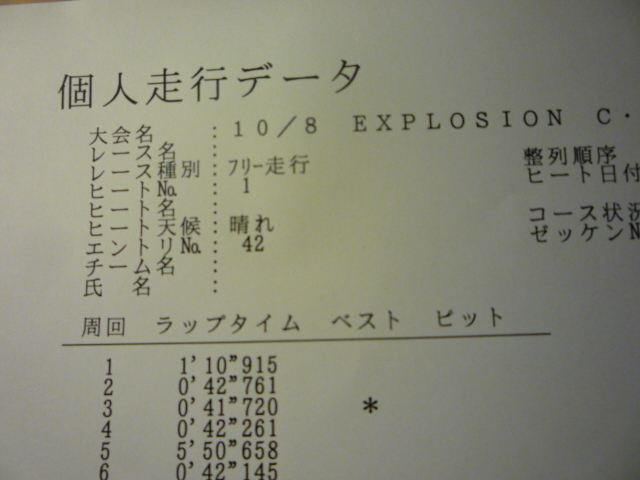 個人走行データ
大会名 : 10/8 EXPLOSION C.
レース名 :
レース種別 : フリー走行 整列順序
ヒートNo. : 1 ヒート日付
ヒート名 :
ヒート天候 : 晴れ コース状況
エントリNo. : 42 ゼッケンN
チーム名 :
氏 名 :
周回 ラップタイム ベスト ピット
1 1'10"915
2 0'42"761
3 0'41"720 *
4 0'42"261
5 5'50"658
6 0'42"145